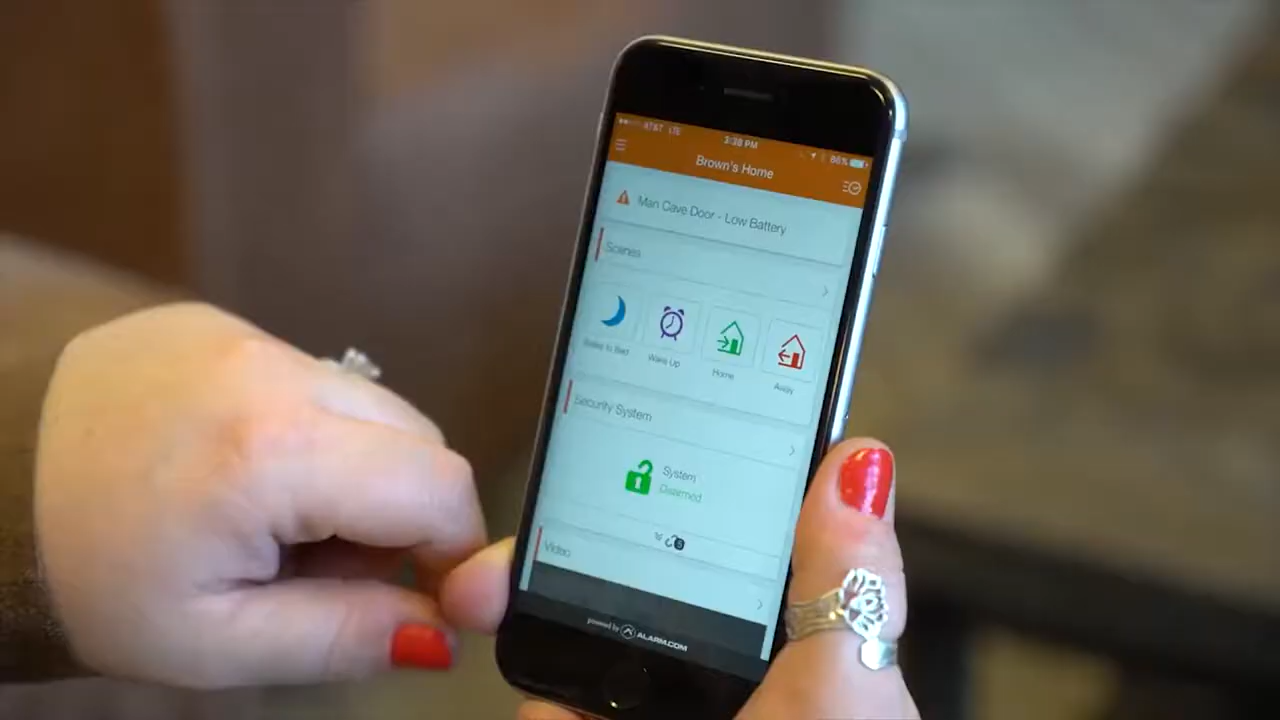 AT&T LTE
3:38 PM
86%
Brown's Home
Man Cave Door - Low Battery
Scenes
Wake Up
Home
Away
Security System
System
Disarmed
Video
powered by ALARM.COM